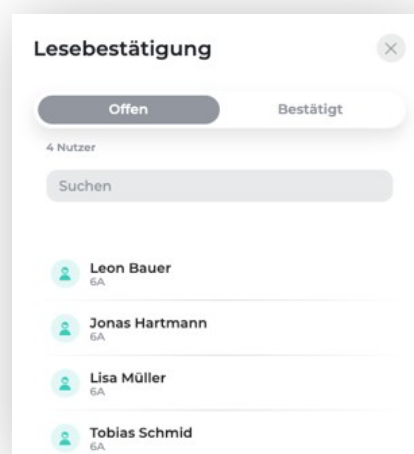 Lesebestätigung
Offen
Bestätigt
4 Nutzer
Suchen
Leon Bauer
6A
Jonas Hartmann
6A
Lisa Müller
6A
Tobias Schmid
6A